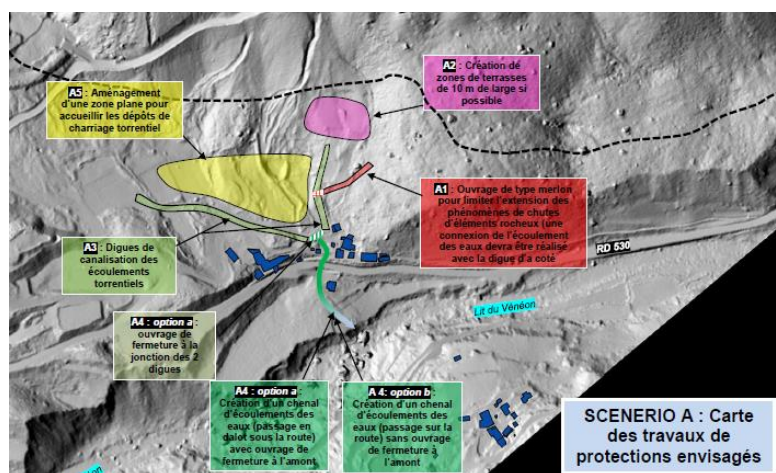 A5 : Aménagement
d'une zone plane pour
accueillir les dépôts de
charriage torrentiel
A2 : Création de
zones de terrasses
de 10 m de large si
possible
A1 : Ouvrage de type merlon
pour limiter l'extension des
phénomènes de chutes
d'éléments rocheux (une
connexion de l'écoulement
des eaux devra être réalisé
avec la digue d'a coté
RD 530
A3 : Digues de
canalisation des
écoulements
torrentiels
Lit du Vénéon
A4 : option a :
ouvrage de
fermeture à la
jonction des 2
digues
A4 : option a :
Création d'un chenal
d'écoulements des
eaux (passage en
dalot sous la route)
avec ouvrage de
fermeture à l'amont
A 4: option b :
Création d'un chenal
d'écoulements des
eaux (passage sur la
route) sans ouvrage de
fermeture à
l'amont
SCENERIO A : Carte
des travaux de
protections envisagés